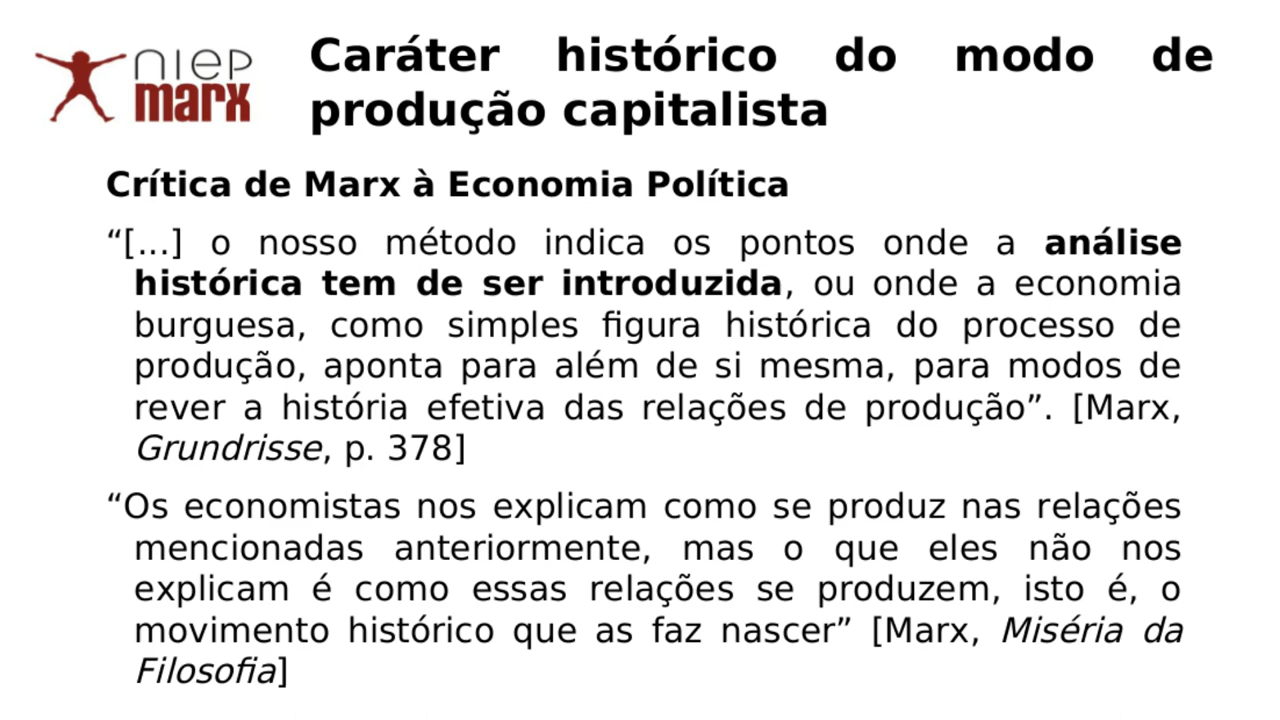 NIEP
marx
Caráter histórico do modo de
produção capitalista
Crítica de Marx à Economia Política
“[...] o nosso método indica os pontos onde a análise
histórica tem de ser introduzida, ou onde a economia
burguesa, como simples figura histórica do processo de
produção, aponta para além de si mesma, para modos de
rever a história efetiva das relações de produção”. [Marx,
Grundrisse, p. 378]
“Os economistas nos explicam como se produz nas relações
mencionadas anteriormente, mas o que eles não nos
explicam é como essas relações se produzem, isto é, o
movimento histórico que as faz nascer” [Marx, Miséria da
Filosofia]